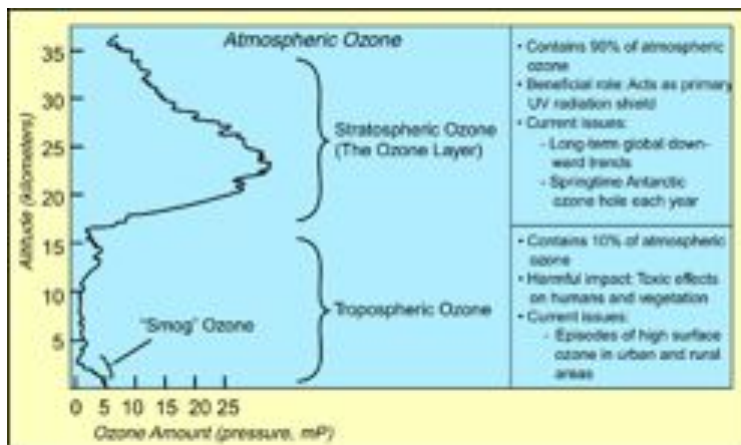 Atmospheric Ozone
Altitude (kilometers)
35
30
25
20
15
10
5
Stratospheric Ozone
(The Ozone Layer)
Tropospheric Ozone
"Smog" Ozone
0 5 10 15 20 25
Ozone Amount (pressure, mP)
• Contains 90% of atmospheric
ozone
• Beneficial role: Acts as primary
UV radiation shield
• Current issues:
- Long-term global down-
ward trends
- Springtime Antarctic
ozone hole each year
• Contains 10% of atmospheric
ozone
• Harmful impact: Toxic effects
on humans and vegetation
• Current issues:
- Episodes of high surface
ozone in urban and rural
areas